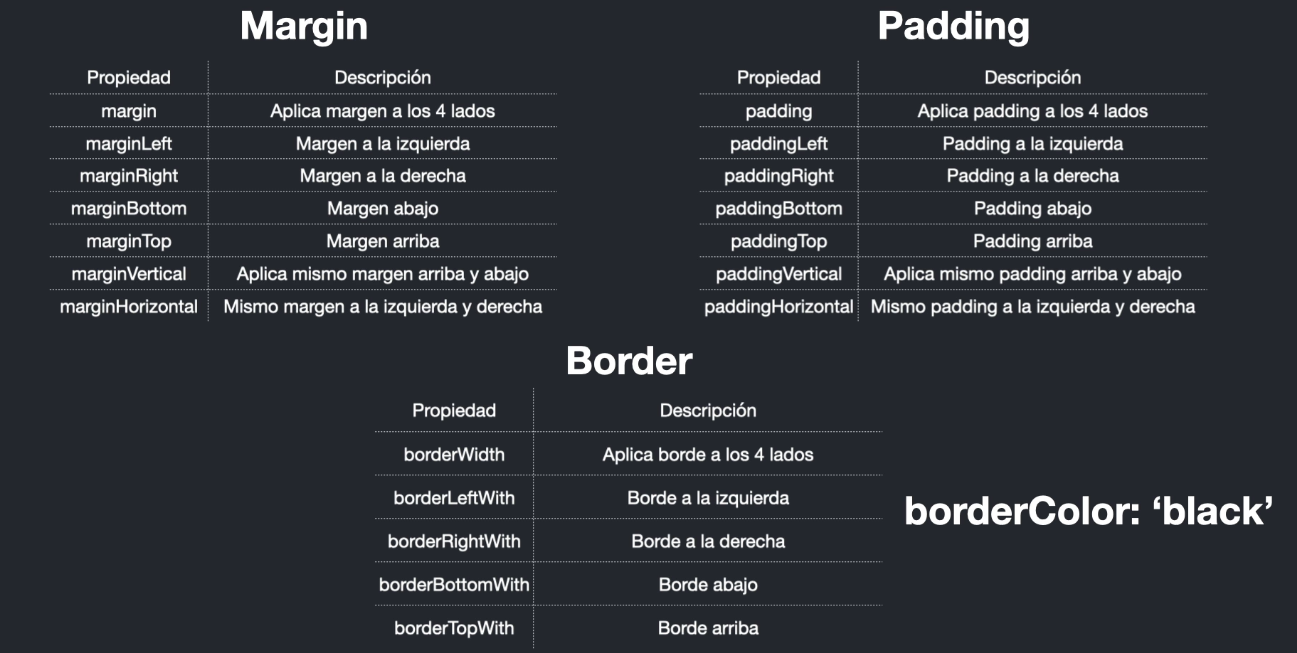 Margin
Propiedad Descripción
margin Aplica margen a los 4 lados
marginLeft Margen a la izquierda
marginRight Margen a la derecha
marginBottom Margen abajo
marginTop Margen arriba
marginVertical Aplica mismo margen arriba y abajo
marginHorizontal Mismo margen a la izquierda y derecha
Padding
Propiedad Descripción
padding Aplica padding a los 4 lados
paddingLeft Padding a la izquierda
paddingRight Padding a la derecha
paddingBottom Padding abajo
paddingTop Padding arriba
paddingVertical Aplica mismo padding arriba y abajo
paddingHorizontal Mismo padding a la izquierda y derecha
Border
Propiedad Descripción
borderWidth Aplica borde a los 4 lados
borderLeftWith Borde a la izquierda
borderRightWith Borde a la derecha
borderBottomWith Borde abajo
borderTopWith Borde arriba
borderColor: ‘black’